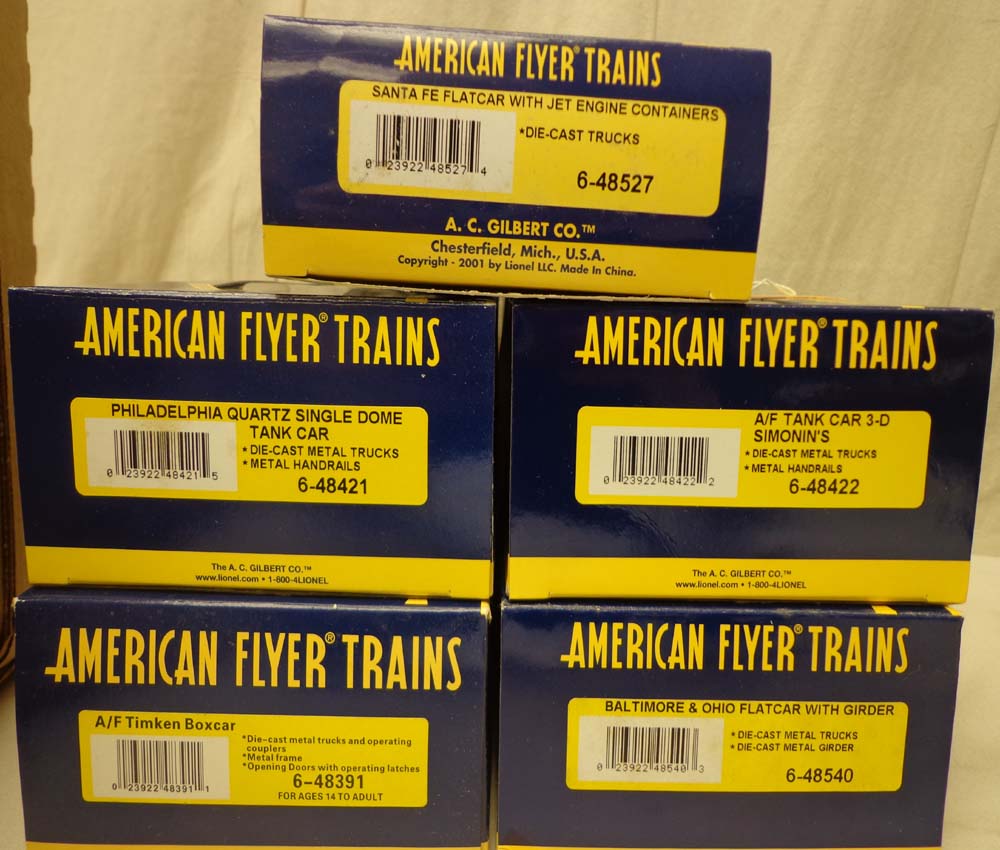 AMERICAN FLYER® TRAINS
SANTA FE FLATCAR WITH JET ENGINE CONTAINERS
*DIE-CAST TRUCKS
0 23922 48527 4
6-48527
A. C. GILBERT CO.™
Chesterfield, Mich., U.S.A.
Copyright - 2001 by Lionel LLC. Made In China.
AMERICAN FLYER® TRAINS
PHILADELPHIA QUARTZ SINGLE DOME
TANK CAR
* DIE-CAST METAL TRUCKS
* METAL HANDRAILS
0 23922 48421 5
6-48421
The A. C. GILBERT CO.™
www.lionel.com • 1-800-4LIONEL
AMERICAN FLYER® TRAINS
A/F TANK CAR 3-D
SIMONIN'S
* DIE-CAST METAL TRUCKS
* METAL HANDRAILS
0 23922 48422 2
6-48422
The A. C. GILBERT CO.™
www.lionel.com • 1-800-4LIONEL
AMERICAN FLYER® TRAINS
A/F Timken Boxcar
*Die-cast metal trucks and operating
couplers
*Metal frame
*Opening Doors with operating latches
0 23922 48391 1
6-48391
FOR AGES 14 TO ADULT
AMERICAN FLYER® TRAINS
BALTIMORE & OHIO FLATCAR WITH GIRDER
* DIE-CAST METAL TRUCKS
* DIE-CAST METAL GIRDER
0 23922 48540 3
6-48540